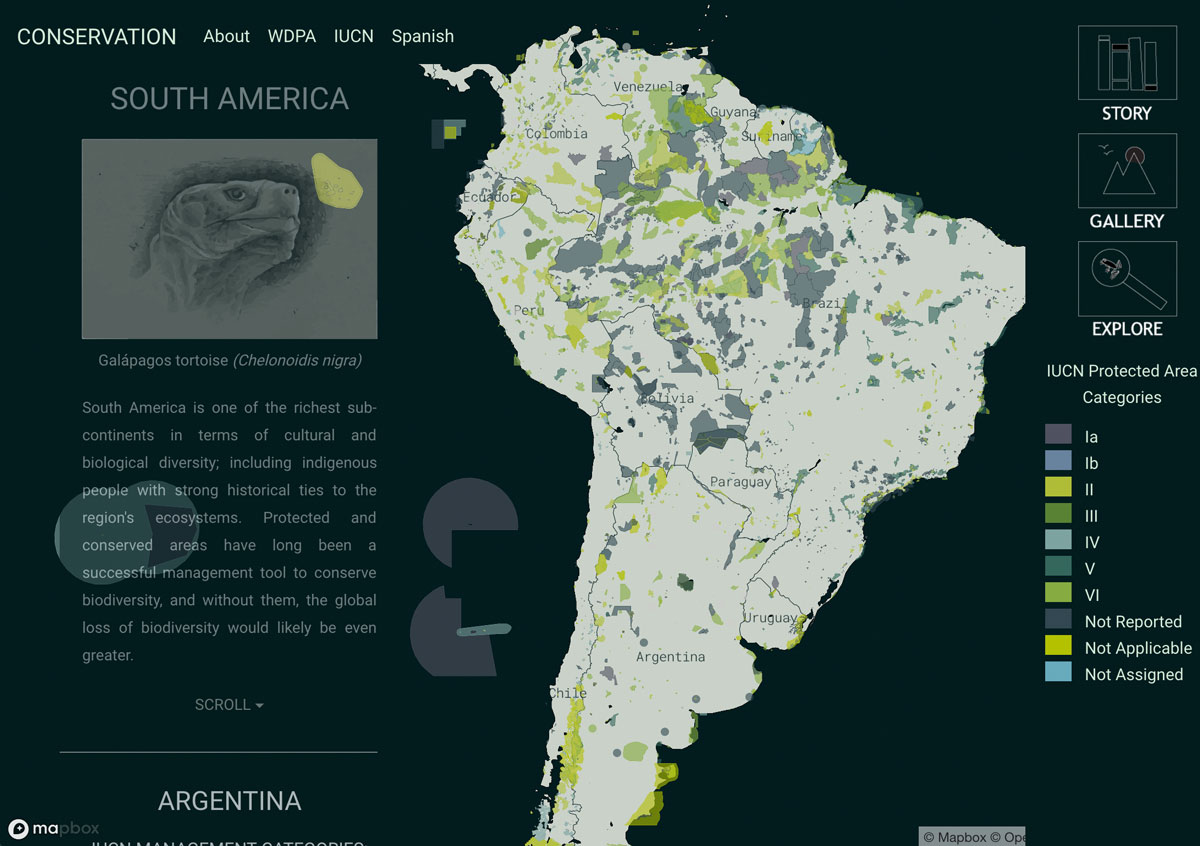 CONSERVATION About WDPA IUCN Spanish
SOUTH AMERICA
Galápagos tortoise (Chelonoidis nigra)
South America is one of the richest sub-
continents in terms of cultural and
biological diversity; including indigenous
people with strong historical ties to the
region's ecosystems. Protected and
conserved areas have long been a
successful management tool to conserve
biodiversity, and without them, the global
loss of biodiversity would likely be even
greater.
SCROLL
ARGENTINA
IUCN MANAGEMENT CATEGORIES
mapbox
Venezuela
Guyana
Colombia
Suriname
Ecuador
Brazil
Peru
Bolivia
Paraguay
Uruguay
Argentina
Chile
© Mapbox © Ope
STORY
GALLERY
EXPLORE
IUCN Protected Area
Categories
Ia
Ib
II
III
IV
V
VI
Not Reported
Not Applicable
Not Assigned